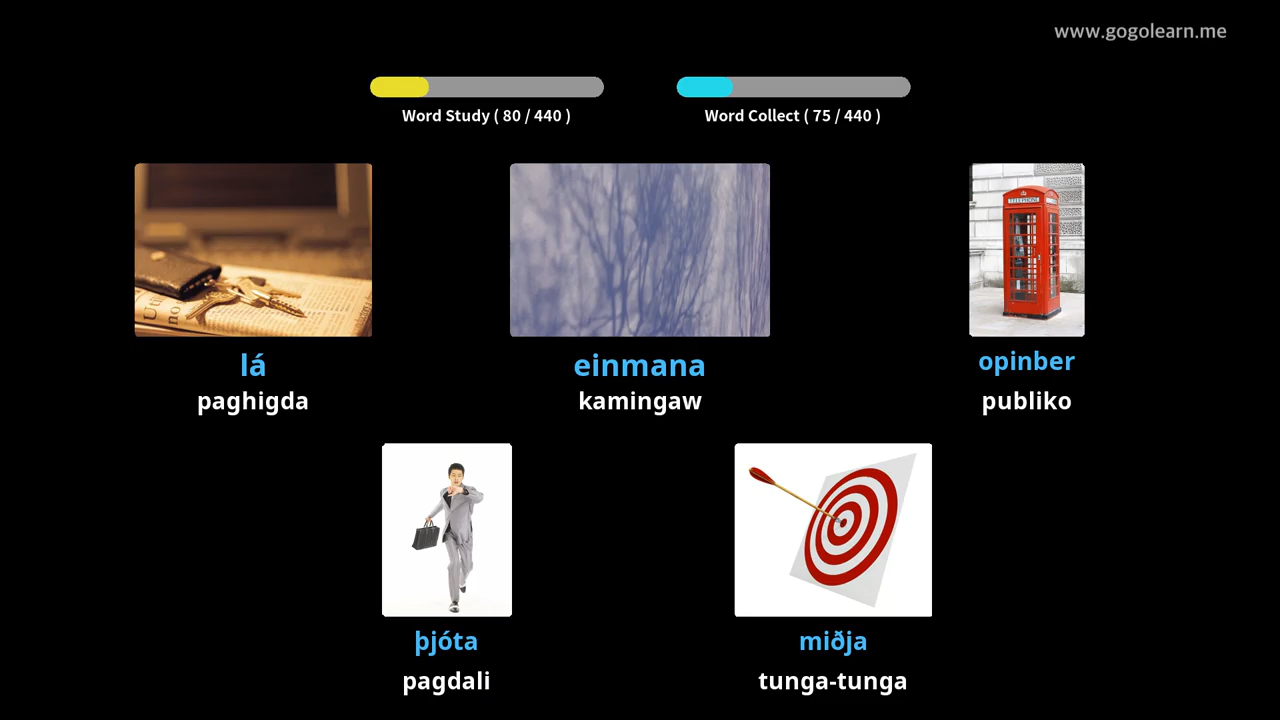 www.gogolearn.me
Word Study ( 80 / 440 )
Word Collect ( 75 / 440 )
TELEPHONE
lá
einmana
opinber
paghigda
kamingaw
publiko
þjóta
miðja
pagdali
tunga-tunga